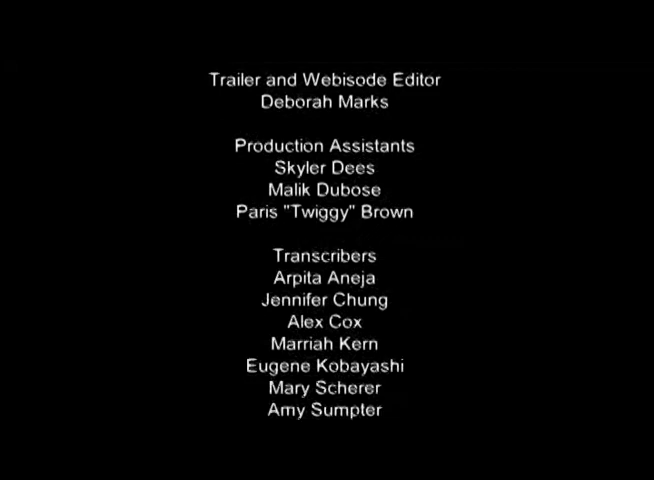 Trailer and Webisode Editor
Deborah Marks
Production Assistants
Skyler Dees
Malik Dubose
Paris "Twiggy" Brown
Transcribers
Arpita Aneja
Jennifer Chung
Alex Cox
Marriah Kern
Eugene Kobayashi
Mary Scherer
Amy Sumpter